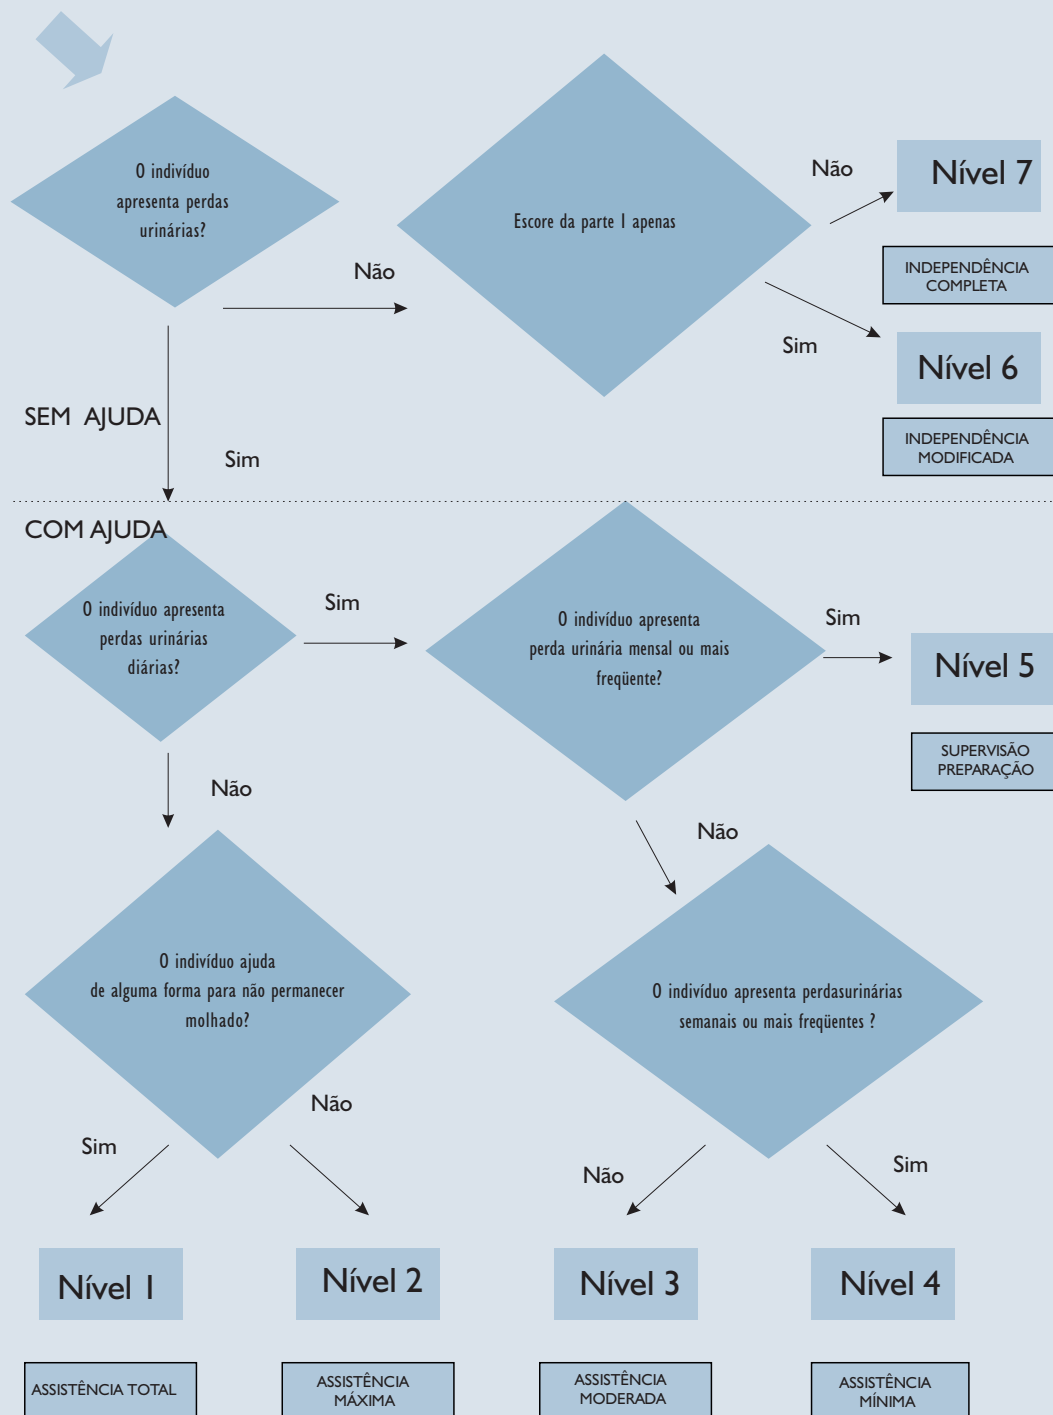 O indivíduo
apresenta perdas
urinárias?
Não
Escore da parte I apenas
Não
Nível 7
INDEPENDÊNCIA
COMPLETA
Sim
Nível 6
INDEPENDÊNCIA
MODIFICADA
SEM AJUDA
Sim
COM AJUDA
O indivíduo apresenta
perdas urinárias
diárias?
Sim
O indivíduo apresenta
perda urinária mensal ou mais
freqüente?
Sim
Nível 5
SUPERVISÃO
PREPARAÇÃO
Não
Não
O indivíduo ajuda
de alguma forma para não permanecer
molhado?
O indivíduo apresenta perdasurinárias
semanais ou mais freqüentes ?
Sim
Não
Não
Sim
Nível 1
Nível 2
Nível 3
Nível 4
ASSISTÊNCIA TOTAL
ASSISTÊNCIA
MÁXIMA
ASSISTÊNCIA
MODERADA
ASSISTÊNCIA
MÍNIMA